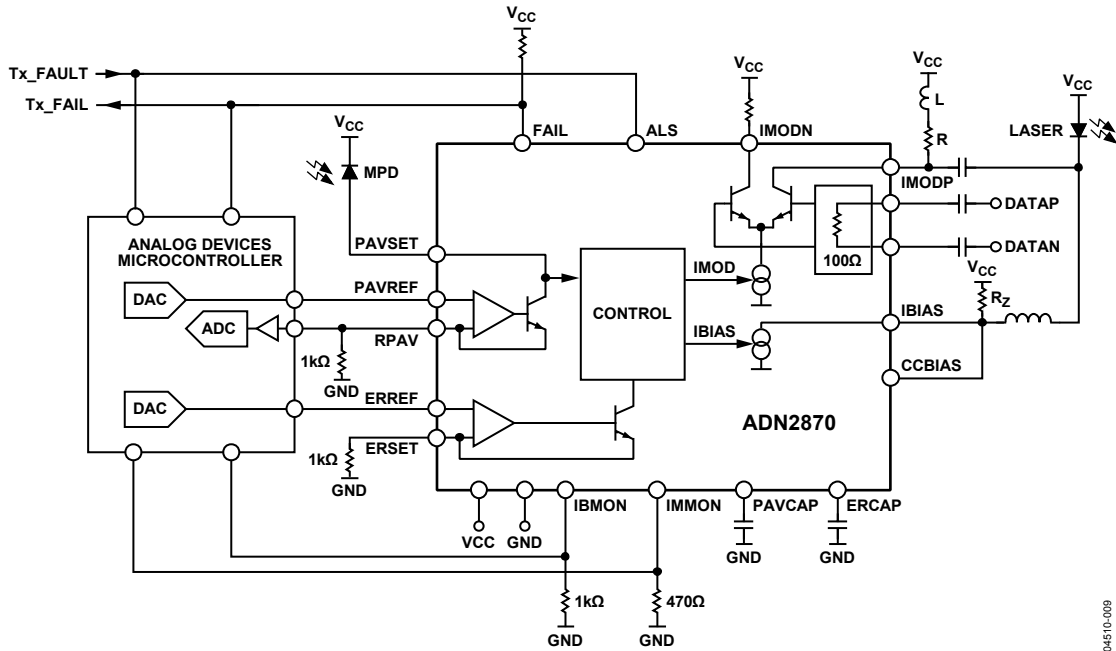 VCC
Tx_FAULT
Tx_FAIL
VCC
VCC
VCC
VCC
L
R
LASER
FAIL
ALS
IMODN
MPD
IMODP
DATAP
DATAN
100Ω
ANALOG DEVICES
MICROCONTROLLER
PAVSET
IMOD
VCC
RZ
DAC
PAVREF
CONTROL
ADC
RPAV
IBIAS
IBIAS
1kΩ
GND
CCBIAS
DAC
ERREF
ADN2870
ERSET
1kΩ
GND
IBMON
IMMON
PAVCAP
ERCAP
VCC
GND
GND
GND
1kΩ
470Ω
GND
GND
04510-009